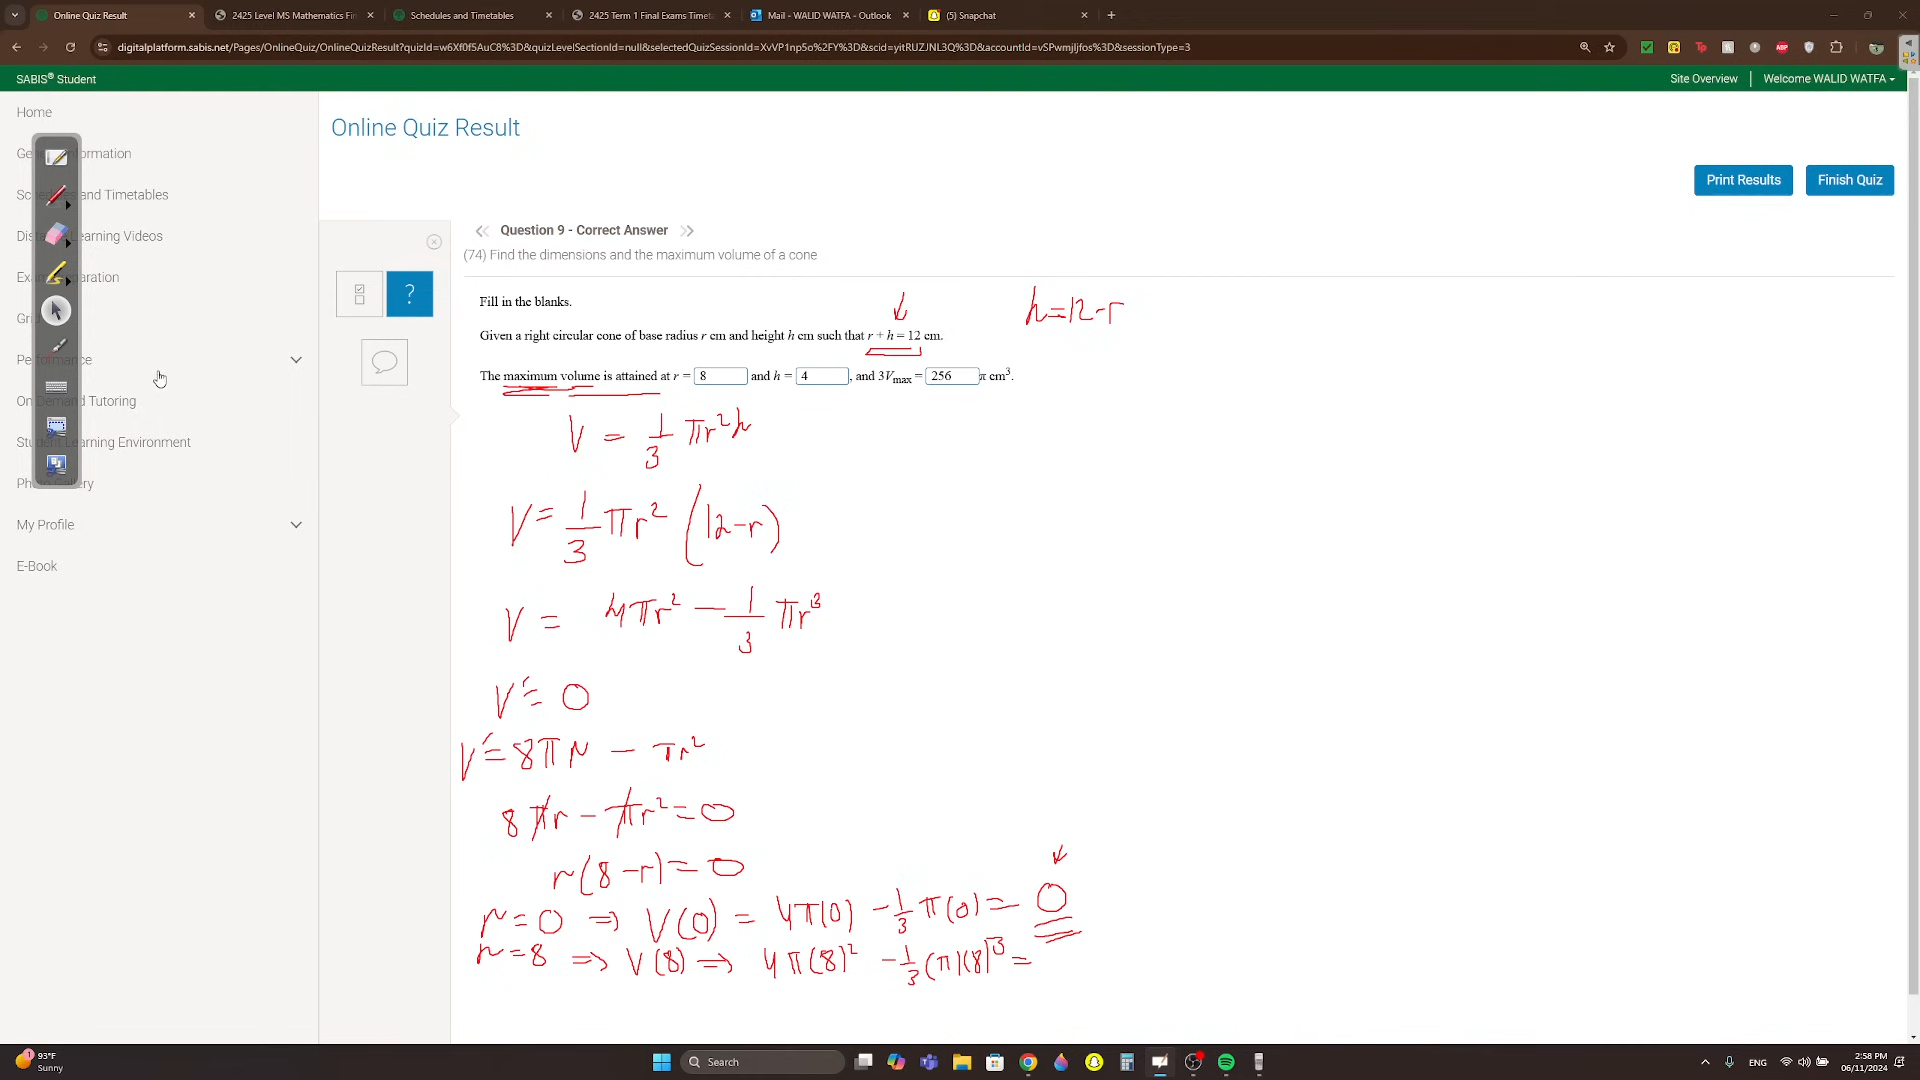 Online Quiz Result
2425 Level MS Mathematics Fin
Schedules and Timetables
2425 Term 1 Final Exams Timeta
Mail - WALID WATFA - Outlook
(5) Snapchat
digitalplatform.sabis.net/Pages/OnlineQuiz/OnlineQuizResult?quizId=w6Xf0f5AuC8%3D&quizLevelSectionId=null&selectedQuizSessionId=XvVP1np5o%2FY%3D&scid=yitRUZJNL3Q%3D&accountId=vSPwmjIjfos%3D&sessionType=3
SABIS® Student
Site Overview
Welcome WALID WATFA
Home
Schedules and Timetables
My Profile
E-Book
Student Learning Environment
On Demand Tutoring
Performance
Online Quiz Result
Print Results
Finish Quiz
Question 9 - Correct Answer
(74) Find the dimensions and the maximum volume of a cone
?
Fill in the blanks.
h=12-r
Given a right circular cone of base radius r cm and height h cm such that r + h = 12 cm.
The maximum volume is attained at r = 8 and h = 4 , and 3Vmax = 256 π cm³.
V = 1/3 πr²h
V= 1/3 πr² (12-r)
V = 4πr² - 1/3 πr³
V'= 0
V'= 8πr - πr²
8πr - πr² = 0
r(8-r)= 0
r=0 ⇒ V(0) = 4π(0) - 1/3 π(0) = 0
r=8 ⇒ V(8) ⇒ 4π(8)² - 1/3 (π)(8)³ =
93°F
Sunny
Search
ENG
2:58 PM
06/11/2024